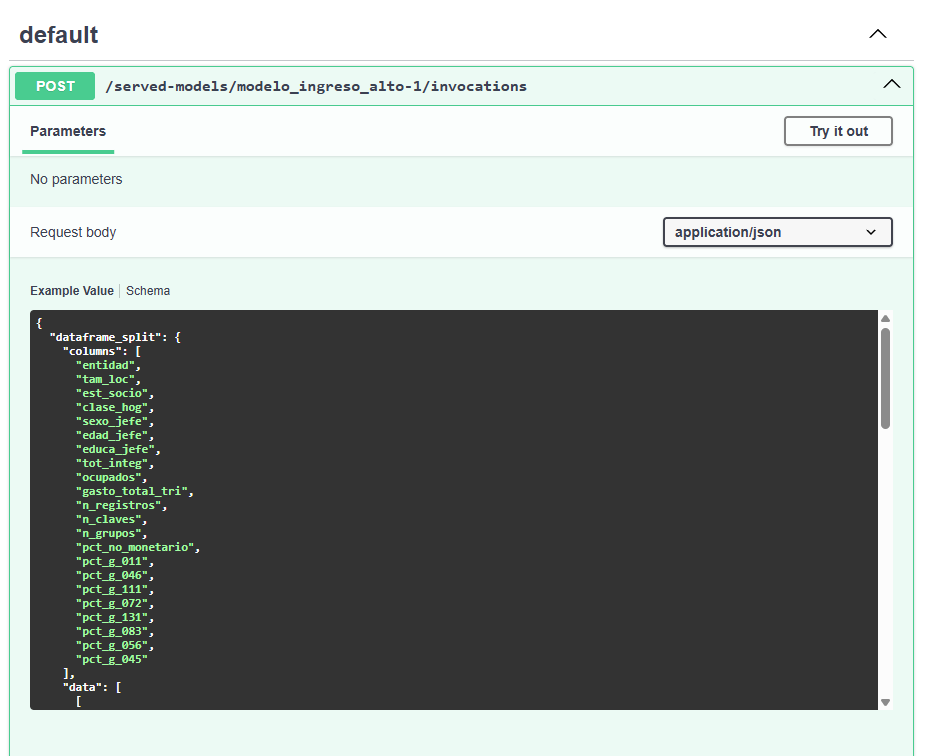 default
POST /served-models/modelo_ingreso_alto-1/invocations
Parameters
Try it out
No parameters
Request body
application/json
Example Value | Schema
{
  "dataframe_split": {
    "columns": [
      "entidad",
      "tam_loc",
      "est_socio",
      "clase_hog",
      "sexo_jefe",
      "edad_jefe",
      "educa_jefe",
      "tot_integ",
      "ocupados",
      "gasto_total_tri",
      "n_registros",
      "n_claves",
      "n_grupos",
      "pct_no_monetario",
      "pct_g_011",
      "pct_g_046",
      "pct_g_111",
      "pct_g_072",
      "pct_g_131",
      "pct_g_083",
      "pct_g_056",
      "pct_g_045"
    ],
    "data": [
      [